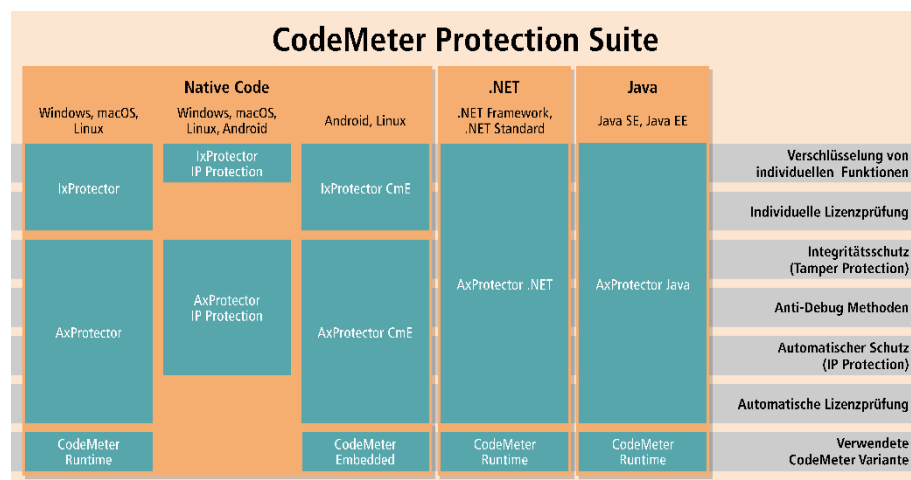 CodeMeter Protection Suite
Native Code
.NET
Java
Windows, macOS,
Linux
Windows, macOS,
Linux, Android
Android, Linux
.NET Framework,
.NET Standard
Java SE, Java EE
IxProtector
IxProtector
IP Protection
IxProtector CmE
AxProtector .NET
AxProtector Java
Verschlüsselung von
individuellen Funktionen
Individuelle Lizenzprüfung
AxProtector
AxProtector
IP Protection
AxProtector CmE
Integritätsschutz
(Tamper Protection)
Anti-Debug Methoden
Automatischer Schutz
(IP Protection)
Automatische Lizenzprüfung
CodeMeter
Runtime
CodeMeter
Embedded
CodeMeter
Runtime
CodeMeter
Runtime
Verwendete
CodeMeter Variante